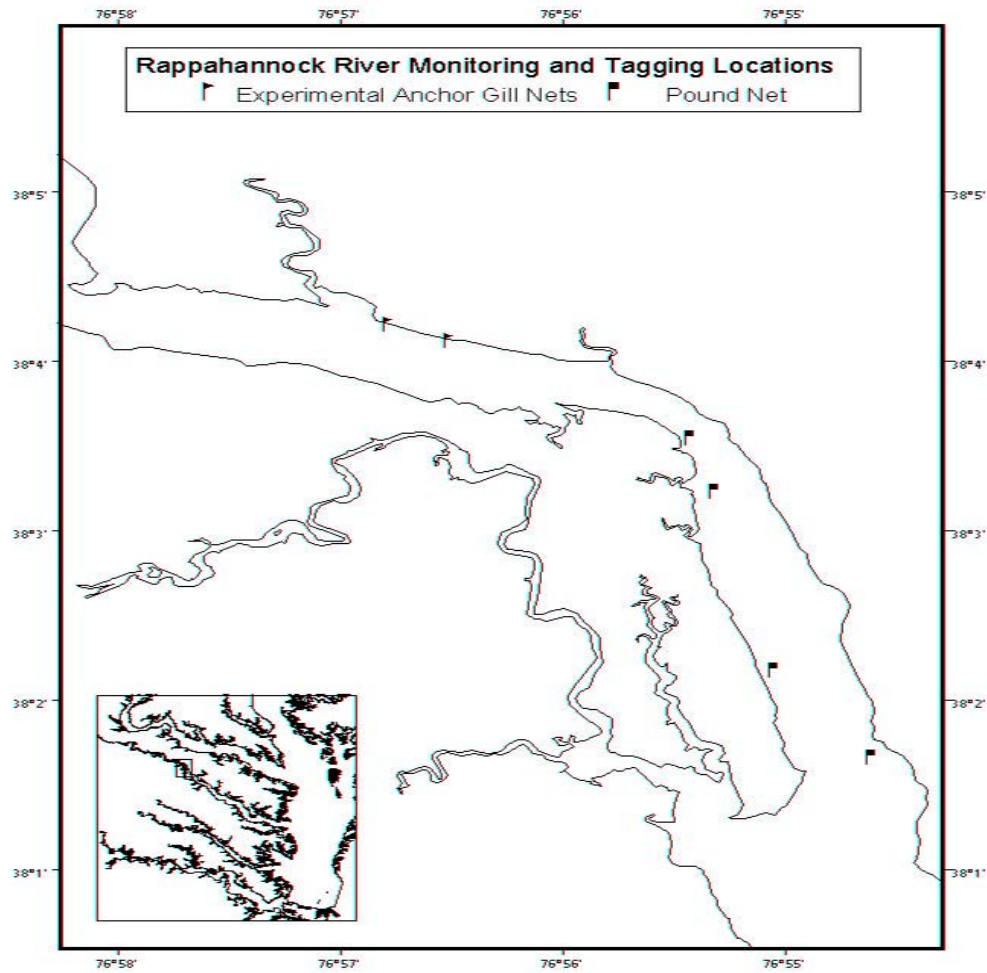 76°58' 76°57' 76°56' 76°55'
Rappahannock River Monitoring and Tagging Locations
Experimental Anchor Gill Nets Pound Net
38°5' 38°5'
38°4' 38°4'
38°3' 38°3'
38°2' 38°2'
38°1' 38°1'
76°58' 76°57' 76°56' 76°55'